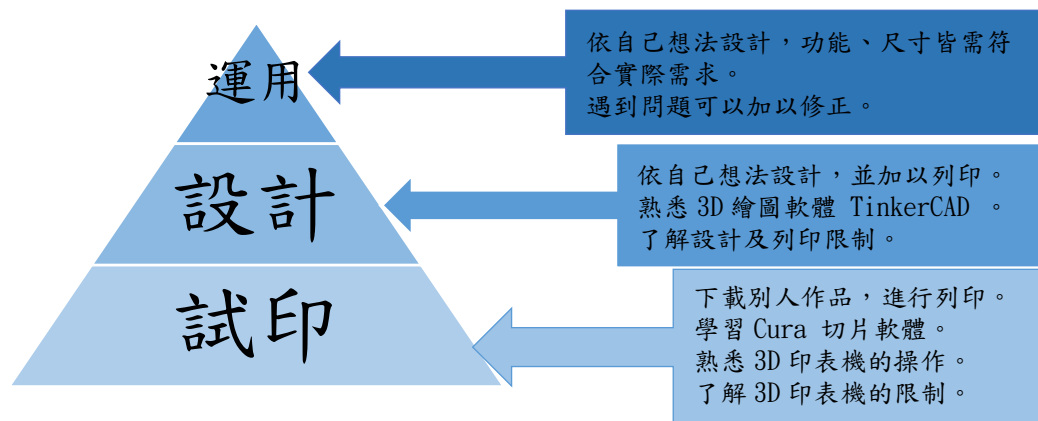 運用
依自己想法設計，功能、尺寸皆需符
合實際需求。
遇到問題可以加以修正。
設計
依自己想法設計，並加以列印。
熟悉 3D 繪圖軟體 TinkerCAD 。
了解設計及列印限制。
試印
下載別人作品，進行列印。
學習 Cura 切片軟體。
熟悉 3D 印表機的操作。
了解 3D 印表機的限制。